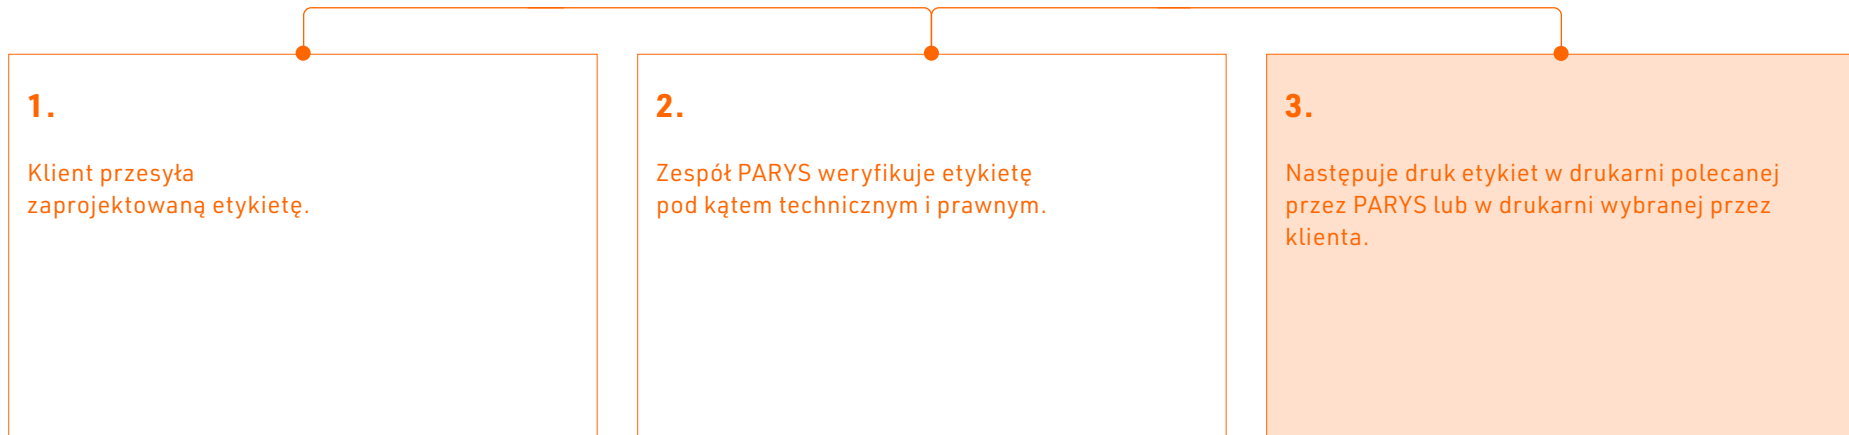 1.
Klient przesyła
zaprojektowaną etykietę.
2.
Zespół PARYS weryfikuje etykietę
pod kątem technicznym i prawnym.
3.
Następuje druk etykiet w drukarni polecanej
przez PARYS lub w drukarni wybranej przez
klienta.